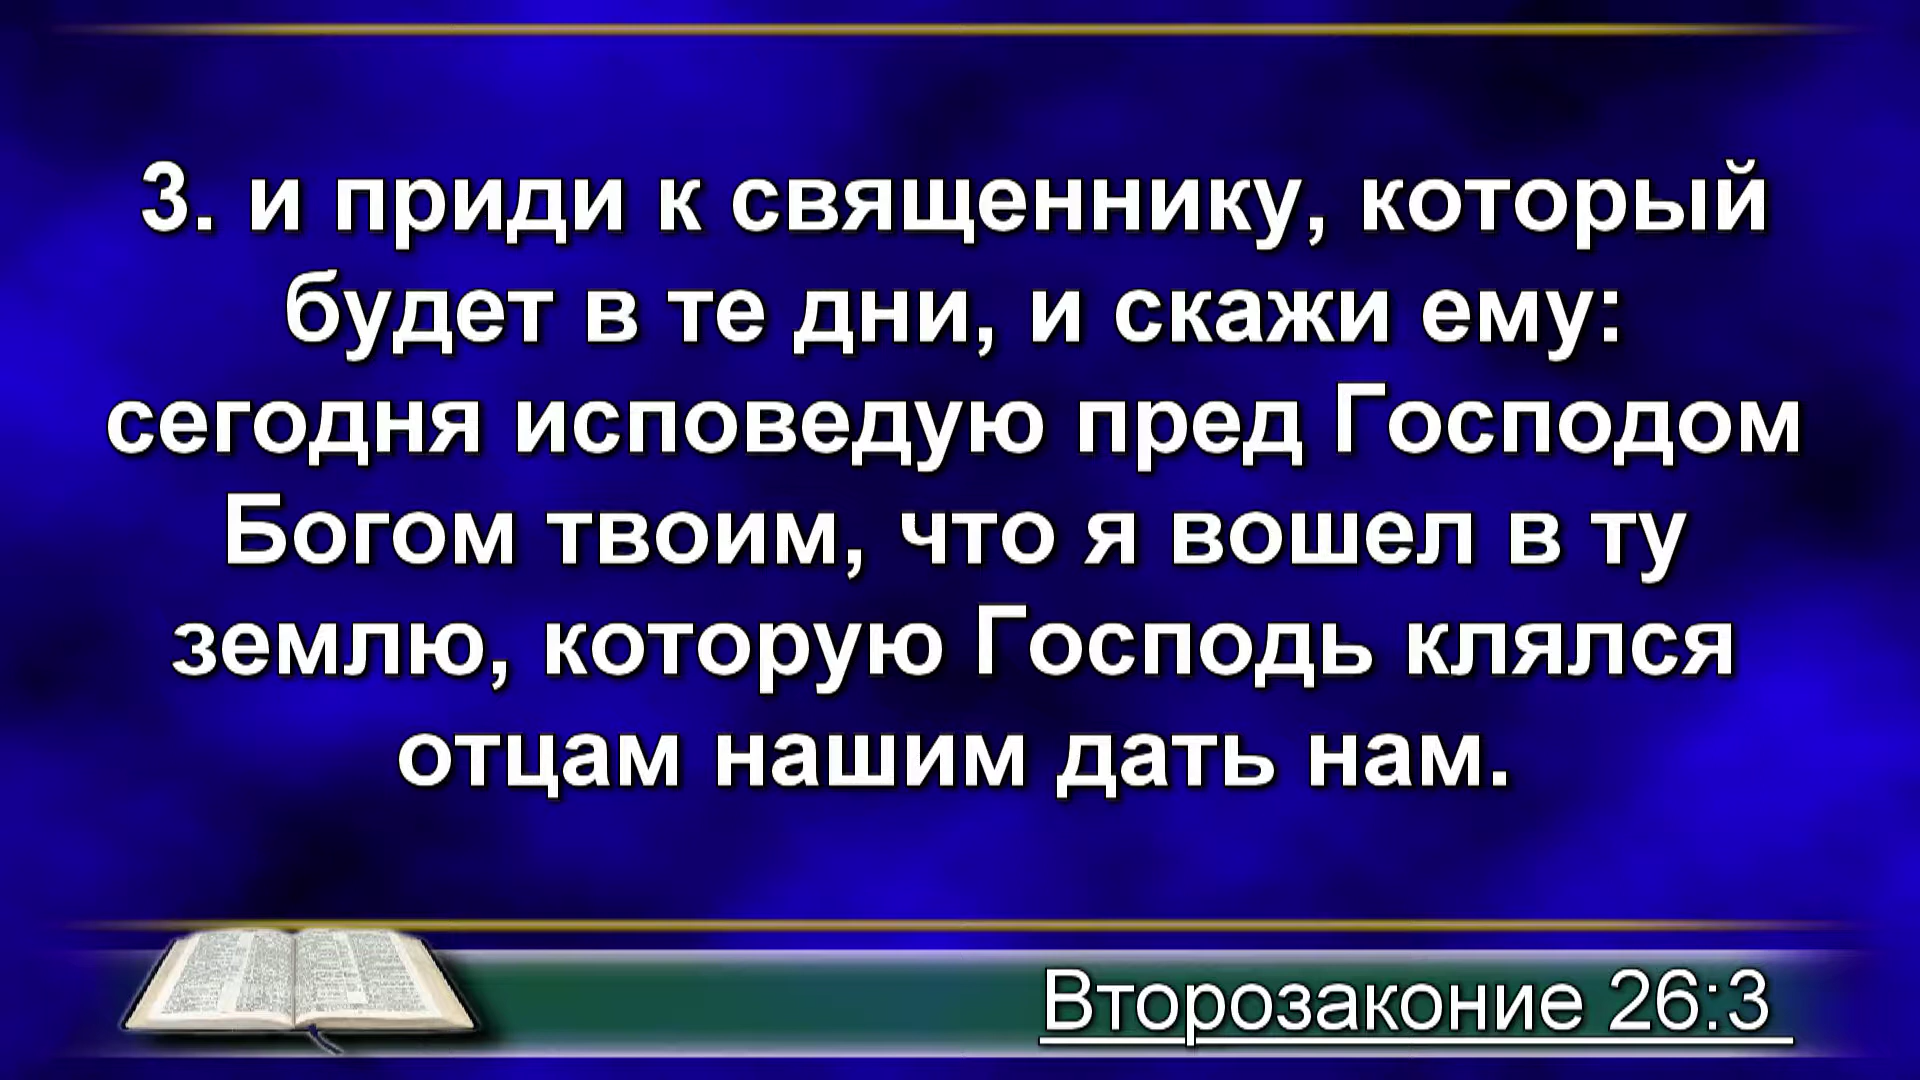 3. и приди к священнику, который
будет в те дни, и скажи ему:
сегодня исповедую пред Господом
Богом твоим, что я вошел в ту
землю, которую Господь клялся
отцам нашим дать нам.
Второзаконие 26:3